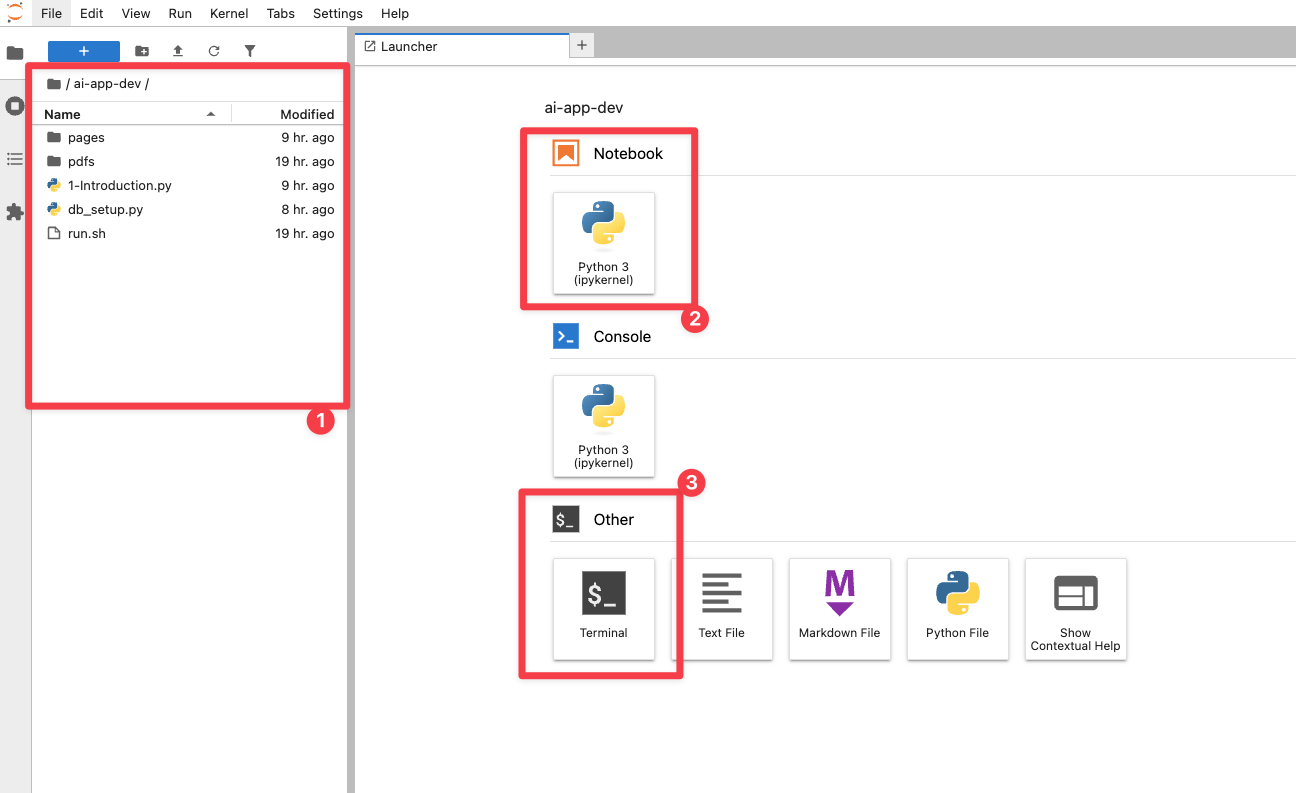 File Edit View Run Kernel Tabs Settings Help
+
Launcher
+
/ ai-app-dev /
Name Modified
pages 9 hr. ago
pdfs 19 hr. ago
1-Introduction.py 9 hr. ago
db_setup.py 8 hr. ago
run.sh 19 hr. ago
1
ai-app-dev
Notebook
Python 3
(ipykernel)
2
>_ Console
Python 3
(ipykernel)
3
$_ Other
$_
Terminal
Text File
M
Markdown File
Python File
Show
Contextual Help